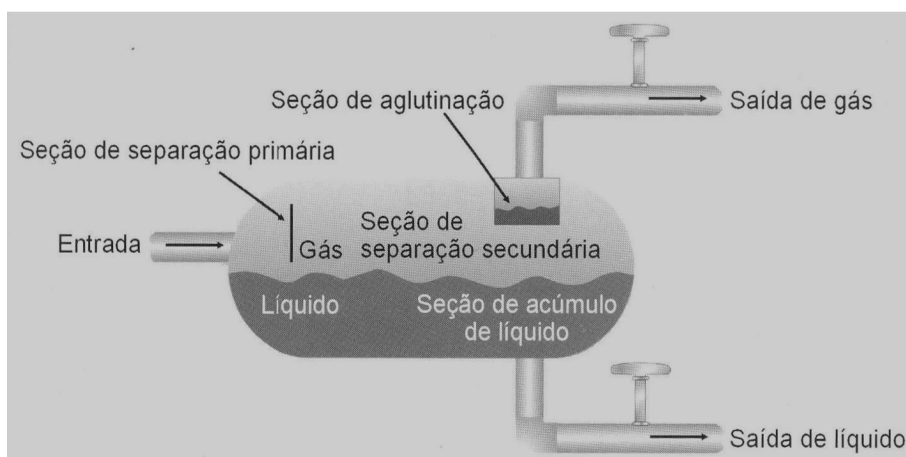 Seção de aglutinação
Saída de gás
Seção de separação primária
Entrada
Gás
Seção de
separação secundária
Líquido
Seção de acúmulo
de líquido
Saída de líquido